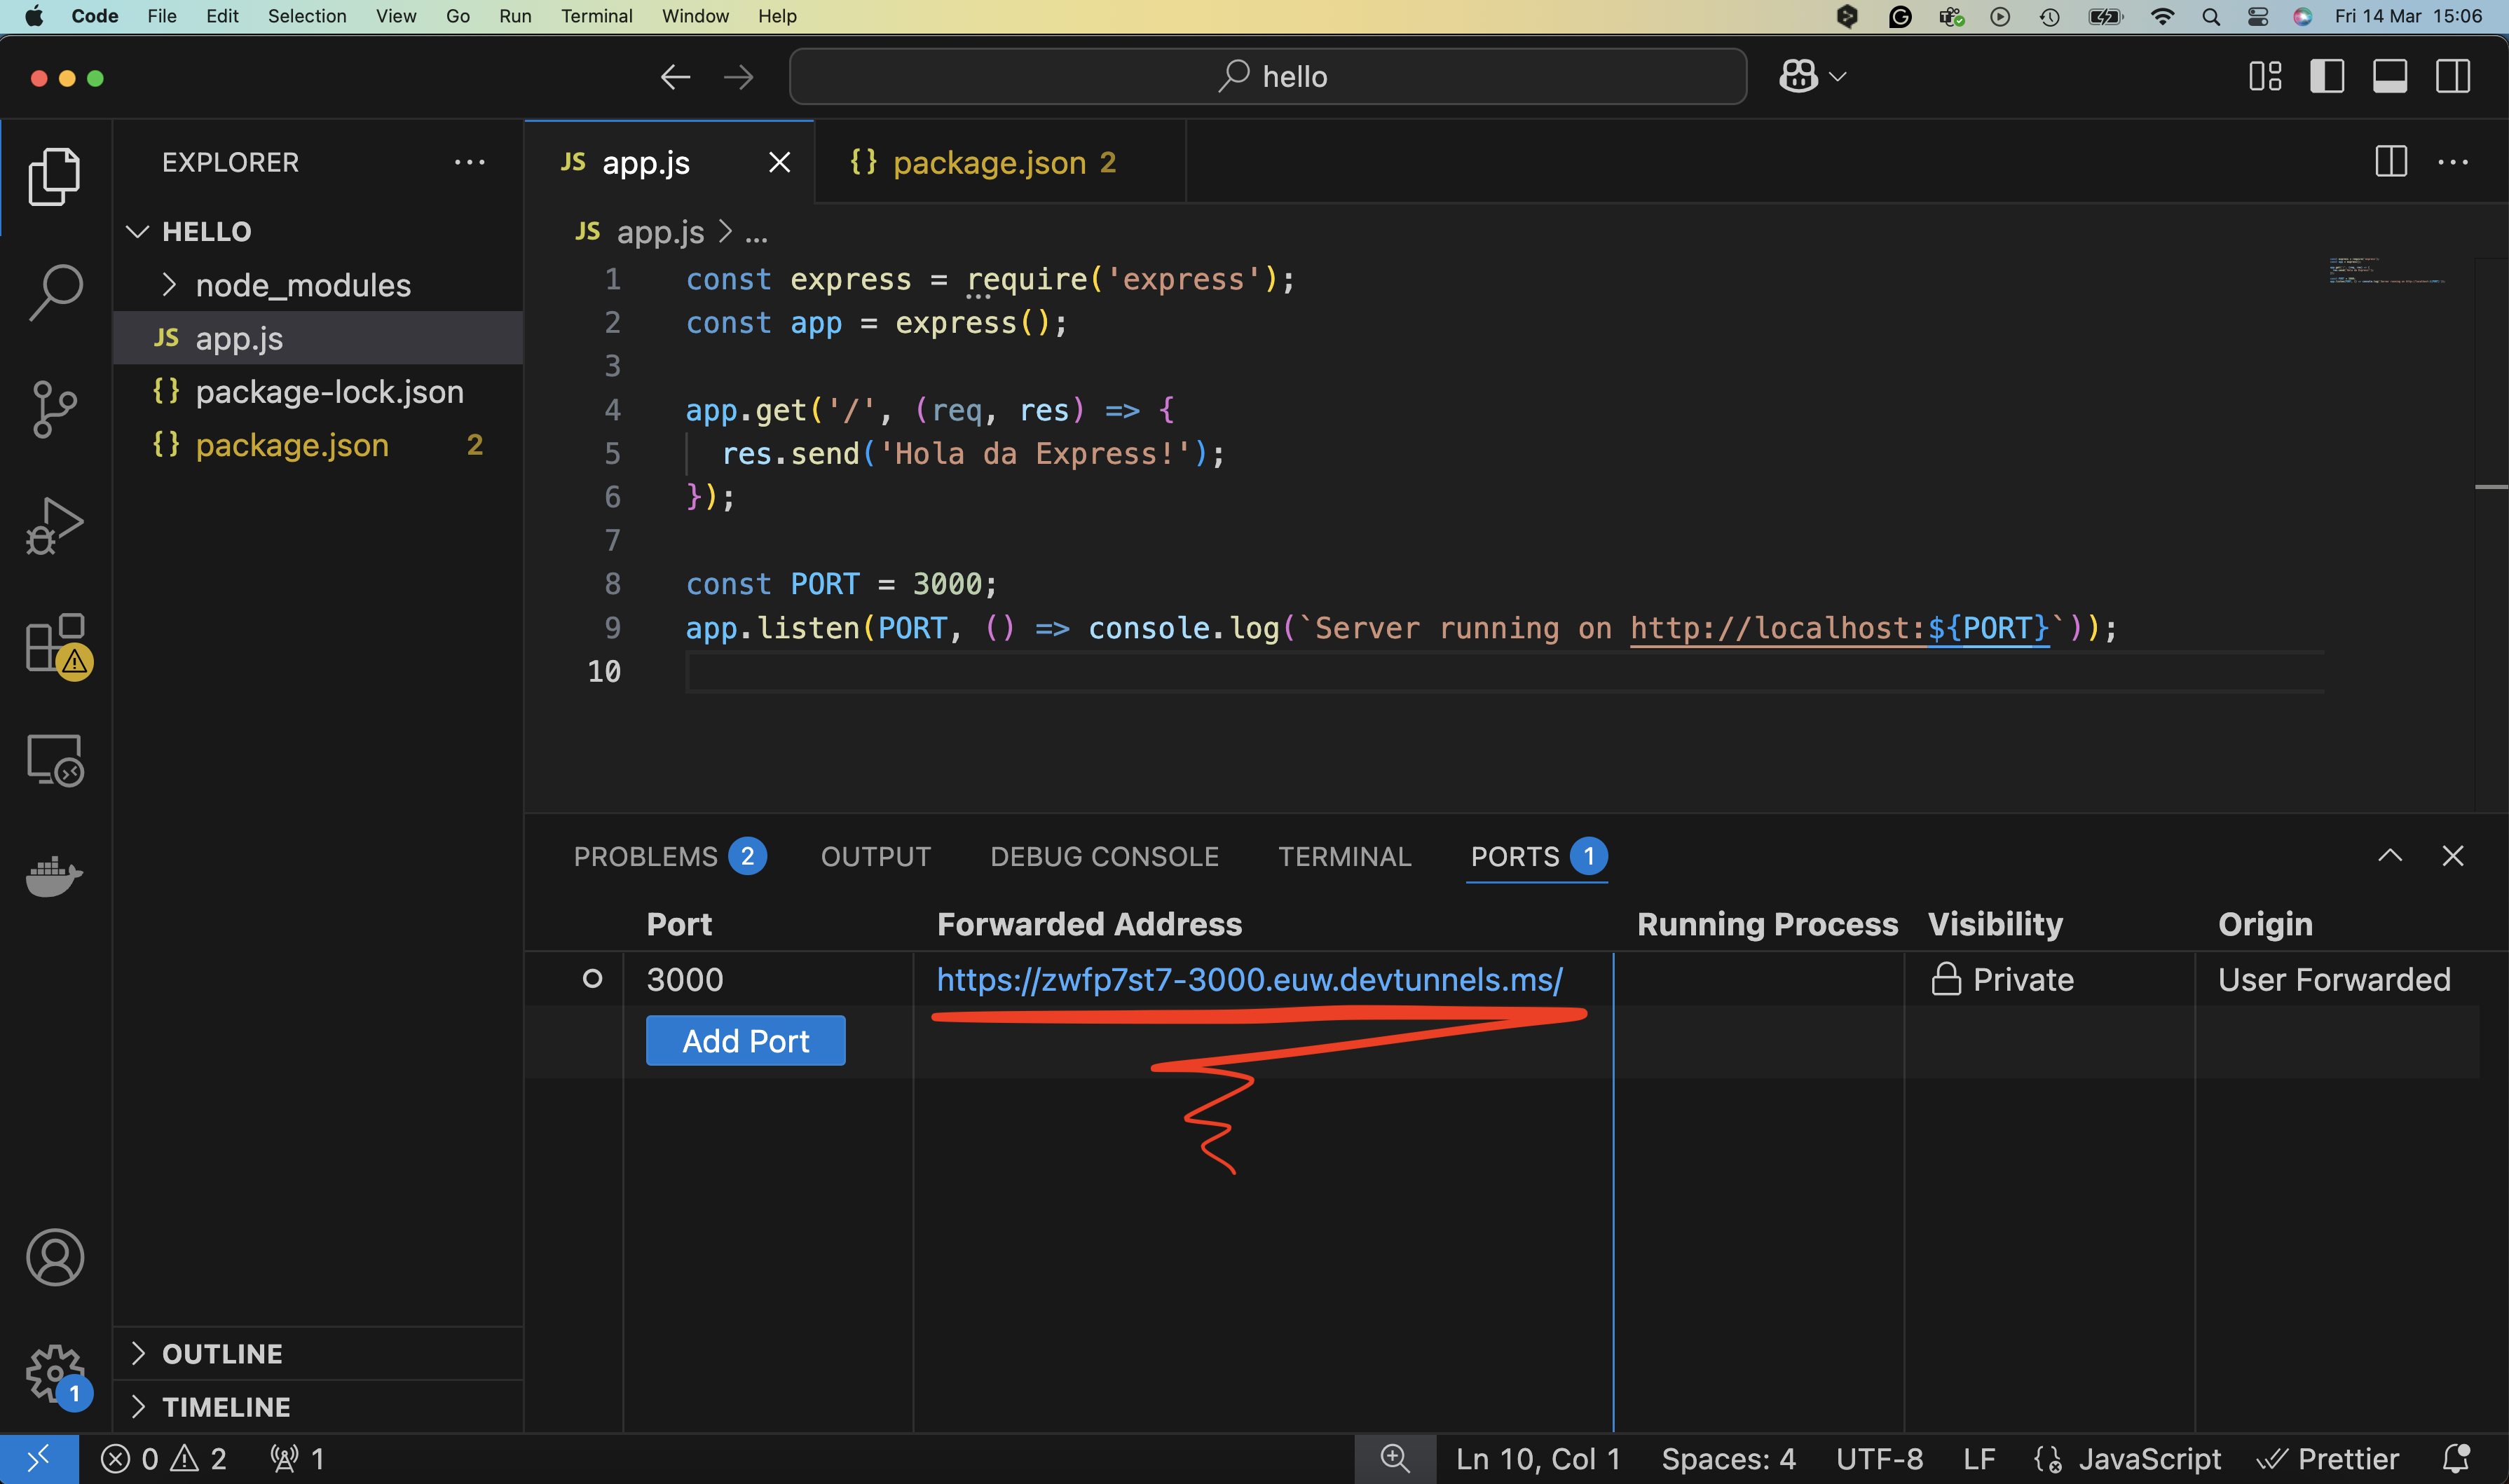 Code File Edit Selection View Go Run Terminal Window Help Fri 14 Mar 15:06
hello
EXPLORER
HELLO
node_modules
JS app.js
{} package-lock.json
{} package.json 2
OUTLINE
TIMELINE
JS app.js {} package.json 2
JS app.js > ...
1 const express = require('express');
2 const app = express();
3
4 app.get('/', (req, res) => {
5 res.send('Hola da Express!');
6 });
7
8 const PORT = 3000;
9 app.listen(PORT, () => console.log(`Server running on http://localhost:${PORT}`));
10
PROBLEMS 2 OUTPUT DEBUG CONSOLE TERMINAL PORTS 1
Port Forwarded Address Running Process Visibility Origin
3000 https://zwfp7st7-3000.euw.devtunnels.ms/ Private User Forwarded
Add Port
1
0 2 1 Ln 10, Col 1 Spaces: 4 UTF-8 LF {} JavaScript Prettier